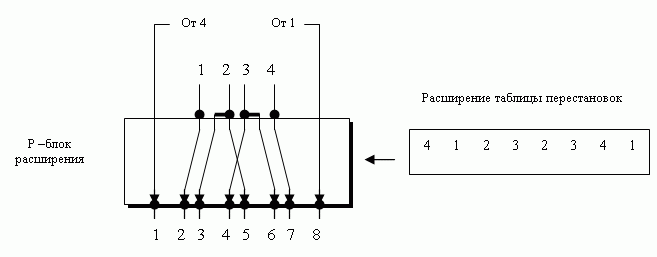 От 4 От 1
1 2 3 4
Расширение таблицы перестановок
Р –блок
расширения
4 1 2 3 2 3 4 1
1 2 3 4 5 6 7 8